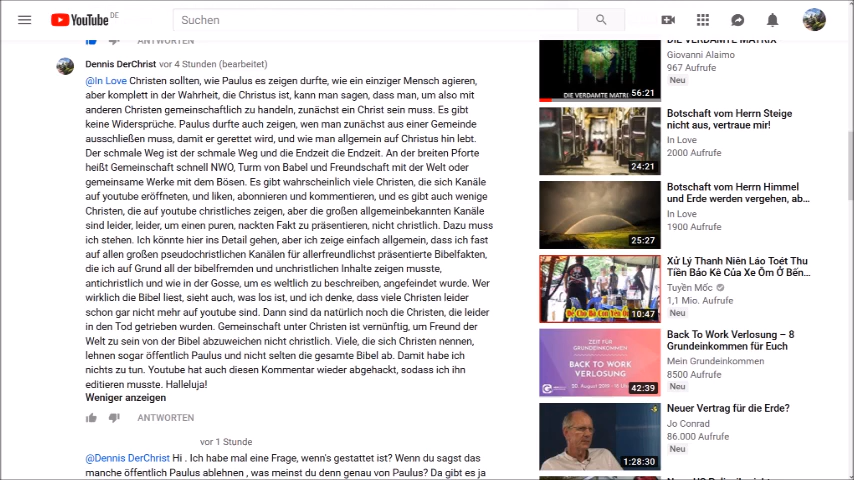 YouTube DE
Suchen
ANTWORTEN
Dennis DerChrist vor 4 Stunden (bearbeitet)
@In Love Christen sollten, wie Paulus es zeigen durfte, wie ein einziger Mensch agieren,
aber komplett in der Wahrheit, die Christus ist, kann man sagen, dass man, um also mit
anderen Christen gemeinschaftlich zu handeln, zunächst ein Christ sein muss. Es gibt
keine Widersprüche. Paulus durfte auch zeigen, wen man zunächst aus einer Gemeinde
ausschließen muss, damit er gerettet wird, und wie man allgemein auf Christus hin lebt.
Der schmale Weg ist der schmale Weg und die Endzeit die Endzeit. An der breiten Pforte
heißt Gemeinschaft schnell NWO, Turm von Babel und Freundschaft mit der Welt oder
gemeinsame Werke mit dem Bösen. Es gibt wahrscheinlich viele Christen, die sich Kanäle
auf youtube eröffneten, und liken, abonnieren und kommentieren, und es gibt auch wenige
Christen, die auf youtube christliches zeigen, aber die großen allgemeinbekannten Kanäle
sind leider, leider, um einen puren, nackten Fakt zu präsentieren, nicht christlich. Dazu muss
ich stehen. Ich könnte hier ins Detail gehen, aber ich zeige einfach allgemein, dass ich fast
auf allen großen pseudochristlichen Kanälen für allerfreundlichst präsentierte Bibelfakten,
die ich auf Grund all der bibelfremden und unchristlichen Inhalte zeigen musste,
antichristlich und wie in der Gosse, um es weltlich zu beschreiben, angefeindet wurde. Wer
wirklich die Bibel liest, sieht auch, was los ist, und ich denke, dass viele Christen leider
schon gar nicht mehr auf youtube sind. Dann sind da natürlich noch die Christen, die leider
in den Tod getrieben wurden. Gemeinschaft unter Christen ist vernünftig, um Freund der
Welt zu sein von der Bibel abzuweichen nicht christlich. Viele, die sich Christen nennen,
lehnen sogar öffentlich Paulus und nicht selten die gesamte Bibel ab. Damit habe ich
nichts zu tun. Youtube hat auch diesen Kommentar wieder abgehackt, sodass ich ihn
editieren musste. Halleluja!
Weniger anzeigen
ANTWORTEN
vor 1 Stunde
@Dennis DerChrist Hi . Ich habe mal eine Frage, wenn's gestattet ist? Wenn du sagst das
manche öffentlich Paulus ablehnen , was meinst du denn genau von Paulus? Da gibt es ja
DIE VERDAMTE MATRIX
Giovanni Alaimo
967 Aufrufe
Neu
DIE VERDAMTE MATRI
56:21
Botschaft vom Herrn Steige
nicht aus, vertraue mir!
In Love
2000 Aufrufe
24:21
Botschaft vom Herrn Himmel
und Erde werden vergehen, ab...
In Love
1900 Aufrufe
25:27
Xử Lý Thanh Niên Láo Toét Thu
Tiền Bảo Kê Của Xe Ôm Ở Bến...
Tuyền Mốc
1,1 Mio. Aufrufe
10:47
Back To Work Verlosung – 8
Grundeinkommen für Euch
Mein Grundeinkommen
8500 Aufrufe
Neu
ZEIT FÜR
GRUNDEINKOMMEN
BACK TO WORK
VERLOSUNG
20. August 2019
42:39
Neuer Vertrag für die Erde?
Jo Conrad
86.000 Aufrufe
Neu
1:28:30